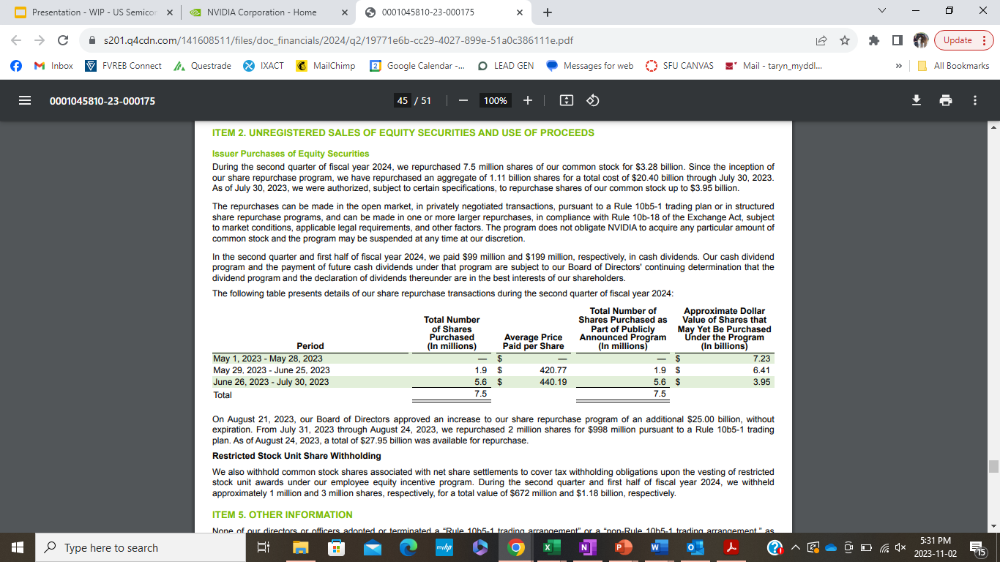 Presentation - WIP - US Semicor
NVIDIA Corporation - Home
0001045810-23-000175
s201.q4cdn.com/141608511/files/doc_financials/2024/q2/19771e6b-cc29-4027-899e-51a0c386111e.pdf
Update
Inbox
FVREB Connect
Questrade
IXACT
MailChimp
Google Calendar -...
LEAD GEN
Messages for web
SFU CANVAS
Mail - taryn_myddl...
»
All Bookmarks
0001045810-23-000175
45 / 51
100%
ITEM 2. UNREGISTERED SALES OF EQUITY SECURITIES AND USE OF PROCEEDS
Issuer Purchases of Equity Securities
During the second quarter of fiscal year 2024, we repurchased 7.5 million shares of our common stock for $3.28 billion. Since the inception of
our share repurchase program, we have repurchased an aggregate of 1.11 billion shares for a total cost of $20.40 billion through July 30, 2023.
As of July 30, 2023, we were authorized, subject to certain specifications, to repurchase shares of our common stock up to $3.95 billion.
The repurchases can be made in the open market, in privately negotiated transactions, pursuant to a Rule 10b5-1 trading plan or in structured
share repurchase programs, and can be made in one or more larger repurchases, in compliance with Rule 10b-18 of the Exchange Act, subject
to market conditions, applicable legal requirements, and other factors. The program does not obligate NVIDIA to acquire any particular amount of
common stock and the program may be suspended at any time at our discretion.
In the second quarter and first half of fiscal year 2024, we paid $99 million and $199 million, respectively, in cash dividends. Our cash dividend
program and the payment of future cash dividends under that program are subject to our Board of Directors' continuing determination that the
dividend program and the declaration of dividends thereunder are in the best interests of our shareholders.
The following table presents details of our share repurchase transactions during the second quarter of fiscal year 2024:
Period
Total Number
of Shares
Purchased
(In millions)
Average Price
Paid per Share
Total Number of
Shares Purchased as
Part of Publicly
Announced Program
(In millions)
Approximate Dollar
Value of Shares that
May Yet Be Purchased
Under the Program
(In billions)
May 1, 2023 - May 28, 2023 — $ — — $ 7.23
May 29, 2023 - June 25, 2023 1.9 $ 420.77 1.9 $ 6.41
June 26, 2023 - July 30, 2023 5.6 $ 440.19 5.6 $ 3.95
Total 7.5 7.5
On August 21, 2023, our Board of Directors approved an increase to our share repurchase program of an additional $25.00 billion, without
expiration. From July 31, 2023 through August 24, 2023, we repurchased 2 million shares for $998 million pursuant to a Rule 10b5-1 trading
plan. As of August 24, 2023, a total of $27.95 billion was available for repurchase.
Restricted Stock Unit Share Withholding
We also withhold common stock shares associated with net share settlements to cover tax withholding obligations upon the vesting of restricted
stock unit awards under our employee equity incentive program. During the second quarter and first half of fiscal year 2024, we withheld
approximately 1 million and 3 million shares, respectively, for a total value of $672 million and $1.18 billion, respectively.
ITEM 5. OTHER INFORMATION
None of our directors or officers adopted or terminated a "Rule 10b5-1 trading arrangement" or a "non-Rule 10b5-1 trading arrangement," as
Type here to search
5:31 PM
2023-11-02
15